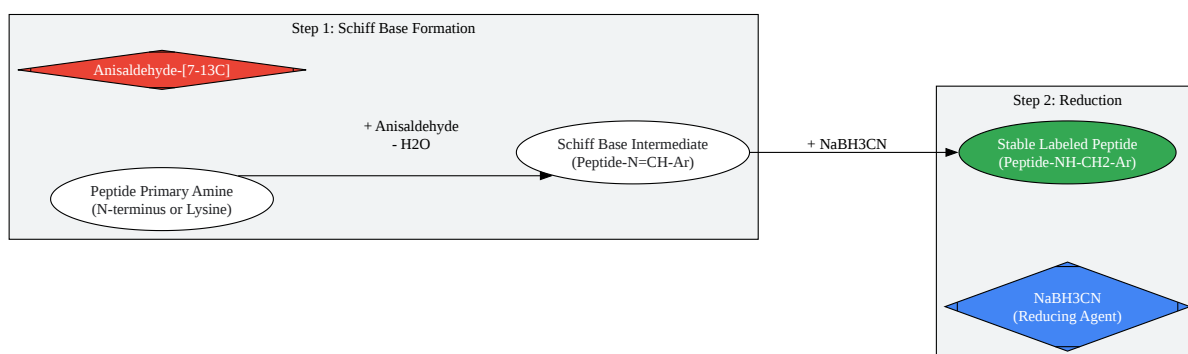 Step 1: Schiff Base Formation
Anisaldehyde-[7-13C]
Peptide Primary Amine
(N-terminus or Lysine)
+ Anisaldehyde
- H2O
Schiff Base Intermediate
(Peptide-N=CH-Ar)
+ NaBH3CN
Step 2: Reduction
Stable Labeled Peptide
(Peptide-NH-CH2-Ar)
NaBH3CN
(Reducing Agent)